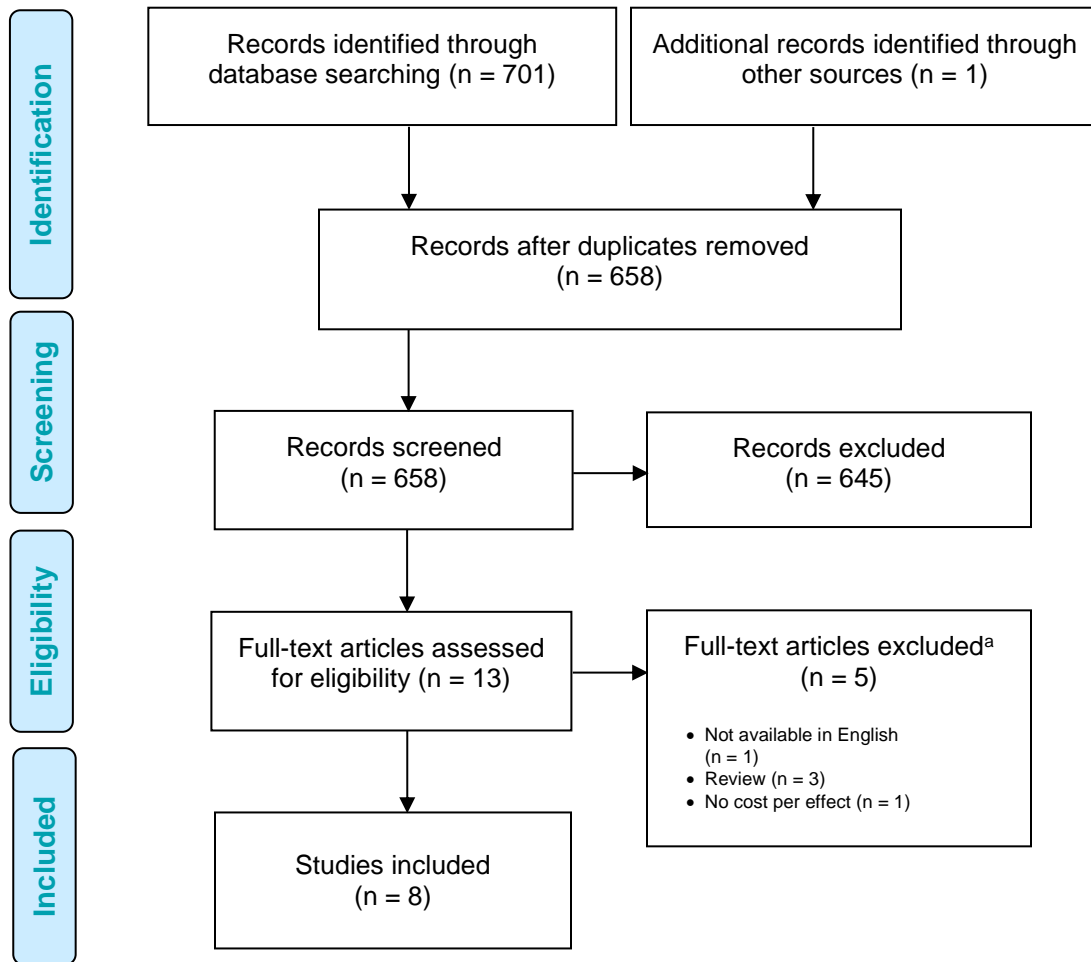 Identification
Records identified through
database searching (n = 701)
Additional records identified through
other sources (n = 1)
Records after duplicates removed
(n = 658)
Screening
Records screened
(n = 658)
Records excluded
(n = 645)
Eligibility
Full-text articles assessed
for eligibility (n = 13)
Full-text articles excludedᵃ
(n = 5)
• Not available in English
(n = 1)
• Review (n = 3)
• No cost per effect (n = 1)
Included
Studies included
(n = 8)